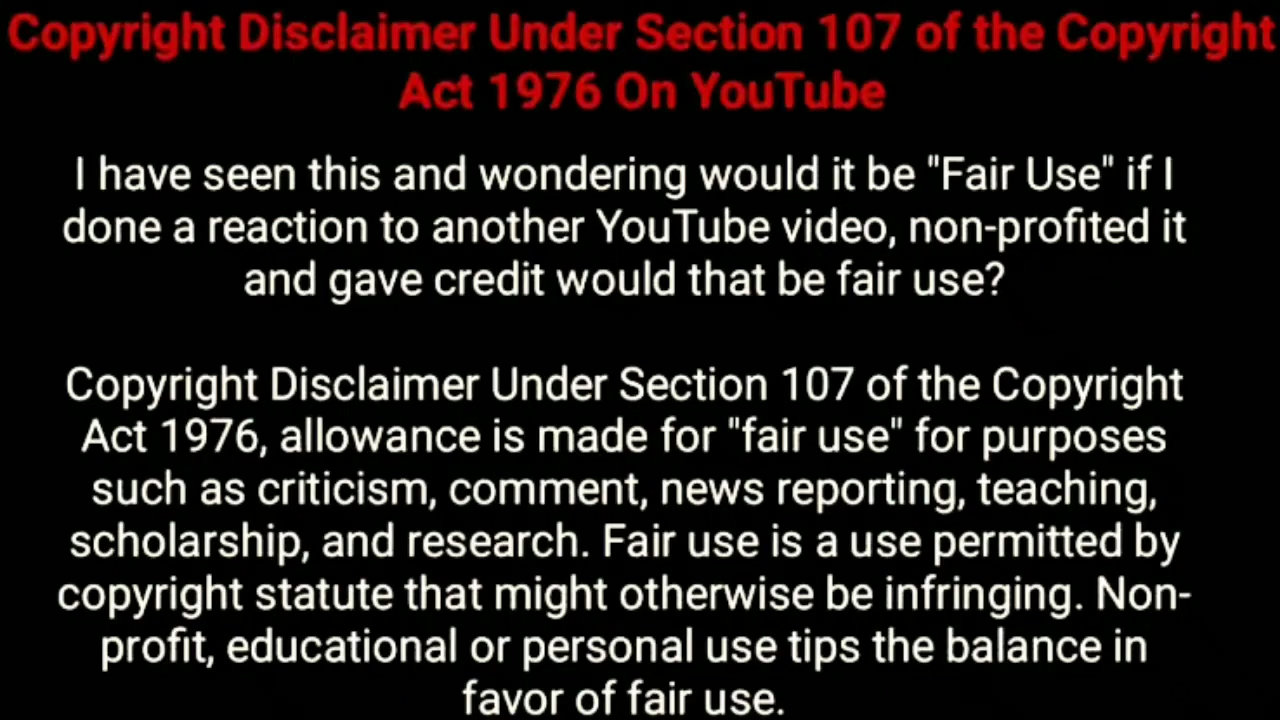 Copyright Disclaimer Under Section 107 of the Copyright
Act 1976 On YouTube
I have seen this and wondering would it be "Fair Use" if I
done a reaction to another YouTube video, non-profited it
and gave credit would that be fair use?
Copyright Disclaimer Under Section 107 of the Copyright
Act 1976, allowance is made for "fair use" for purposes
such as criticism, comment, news reporting, teaching,
scholarship, and research. Fair use is a use permitted by
copyright statute that might otherwise be infringing. Non-
profit, educational or personal use tips the balance in
favor of fair use.